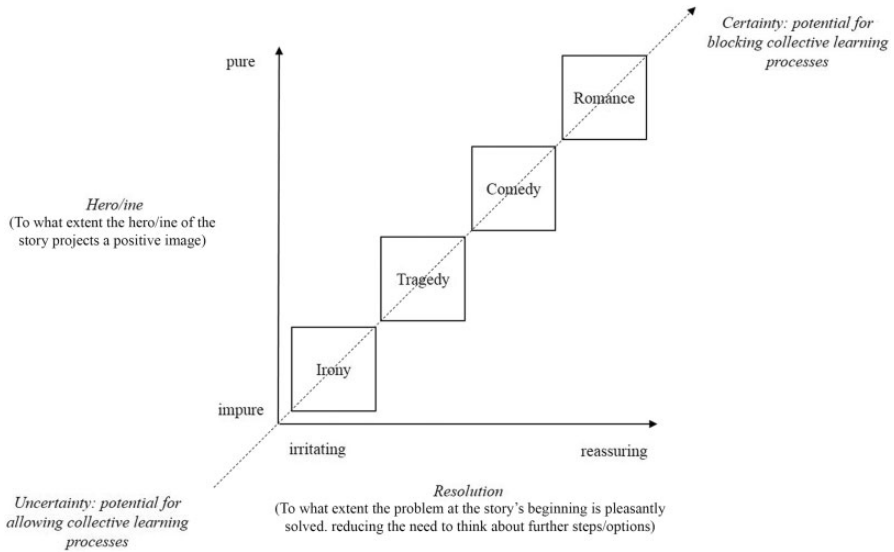 Certainty: potential for
blocking collective learning
processes
pure
Romance
Comedy
Hero/ine
(To what extent the hero/ine of the
story projects a positive image)
Tragedy
Irony
impure
irritating
reassuring
Resolution
(To what extent the problem at the story's beginning is pleasantly
solved. reducing the need to think about further steps/options)
Uncertainty: potential for
allowing collective learning
processes